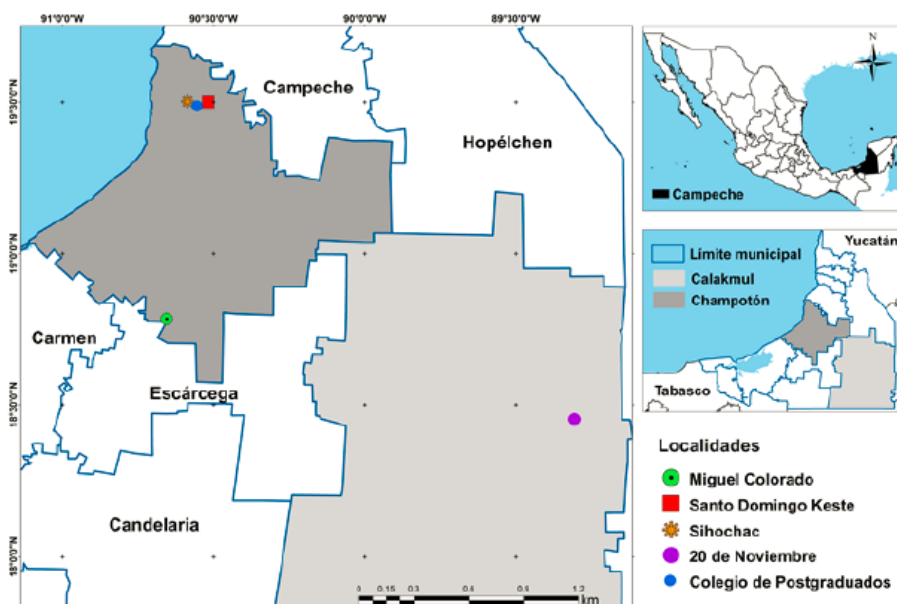 91°0'0"W 90°30'0"W 90°0'0"W 89°30'0"W
19°30'0"N
19°0'0"N
18°30'0"N
18°0'0"N
Campeche
Hopélchen
Carmen
Escárcega
Candelaria
0 0.15 0.3 0.6 0.9 1.2
km
N
Campeche
Yucatán
Límite municipal
Calakmul
Champotón
Tabasco
Localidades
Miguel Colorado
Santo Domingo Keste
Sihochac
20 de Noviembre
Colegio de Postgraduados